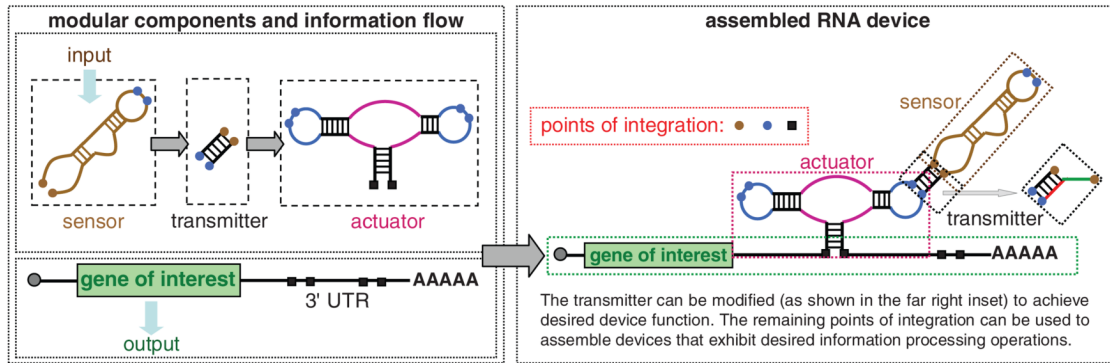 modular components and information flow
input
sensor
transmitter
actuator
gene of interest
AAAAA
3' UTR
output
assembled RNA device
sensor
points of integration:
actuator
transmitter
gene of interest
AAAAA
The transmitter can be modified (as shown in the far right inset) to achieve
desired device function. The remaining points of integration can be used to
assemble devices that exhibit desired information processing operations.